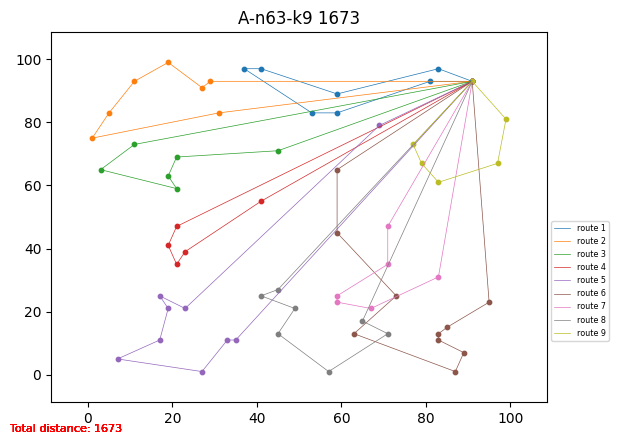 A-n63-k9 1673
100
80
60
40
20
0
0 20 40 60 80 100
route 1
route 2
route 3
route 4
route 5
route 6
route 7
route 8
route 9
Total distance: 1673